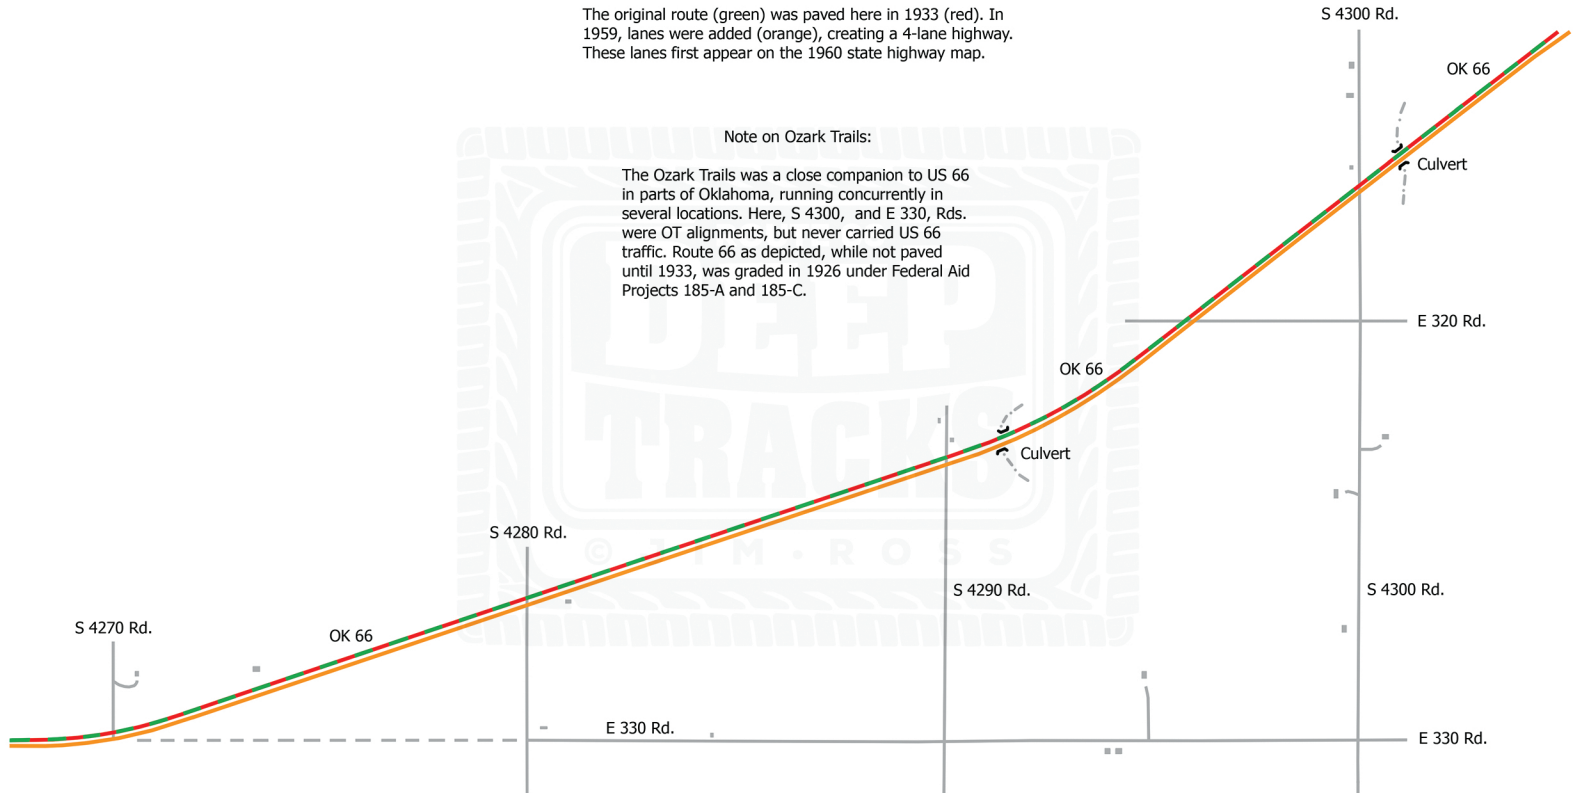 The original route (green) was paved here in 1933 (red). In
1959, lanes were added (orange), creating a 4-lane highway.
These lanes first appear on the 1960 state highway map.
S 4300 Rd.
OK 66
Note on Ozark Trails:
Culvert
The Ozark Trails was a close companion to US 66
in parts of Oklahoma, running concurrently in
several locations. Here, S 4300,  and E 330, Rds.
were OT alignments, but never carried US 66
traffic. Route 66 as depicted, while not paved
until 1933, was graded in 1926 under Federal Aid
Projects 185-A and 185-C.
E 320 Rd.
DEEP
OK 66
TRACKS
Culvert
S 4280 Rd.
© JIM · ROSS
S 4290 Rd.
S 4300 Rd.
S 4270 Rd.
OK 66
E 330 Rd.
E 330 Rd.